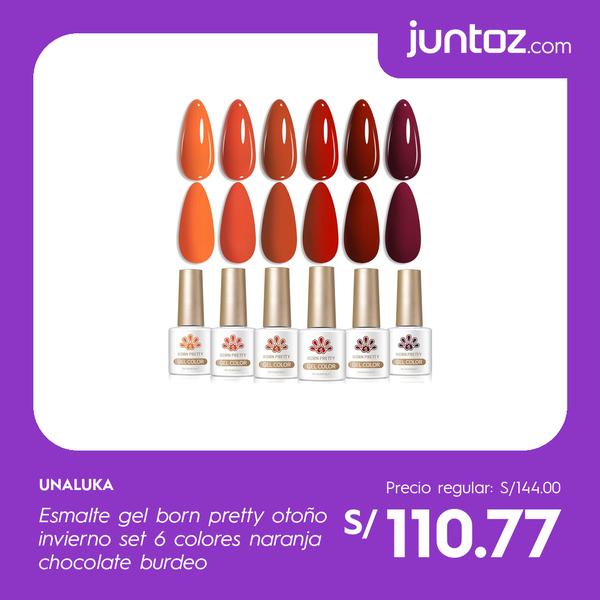 juntoz.com
BORN PRETTY BORN PRETTY BORN PRETTY BORN PRETTY BORN PRETTY BORN PRETTY
GEL COLOR GEL COLOR GEL COLOR GEL COLOR GEL COLOR GEL COLOR
UNALUKA
Esmalte gel born pretty otoño
invierno set 6 colores naranja
chocolate burdeo
Precio regular: S/144.00
S/110.77